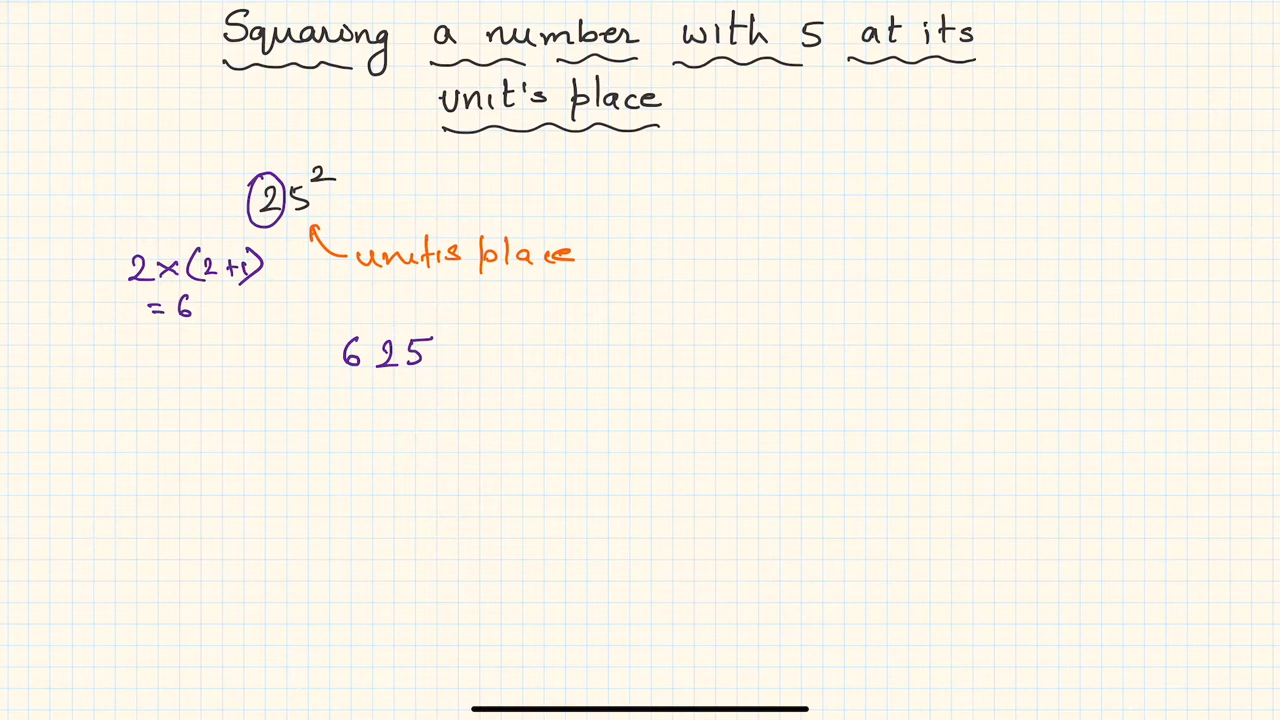 Squaring a number with 5 at its
unit's place
25²
units place
2×(2+1)
= 6
625